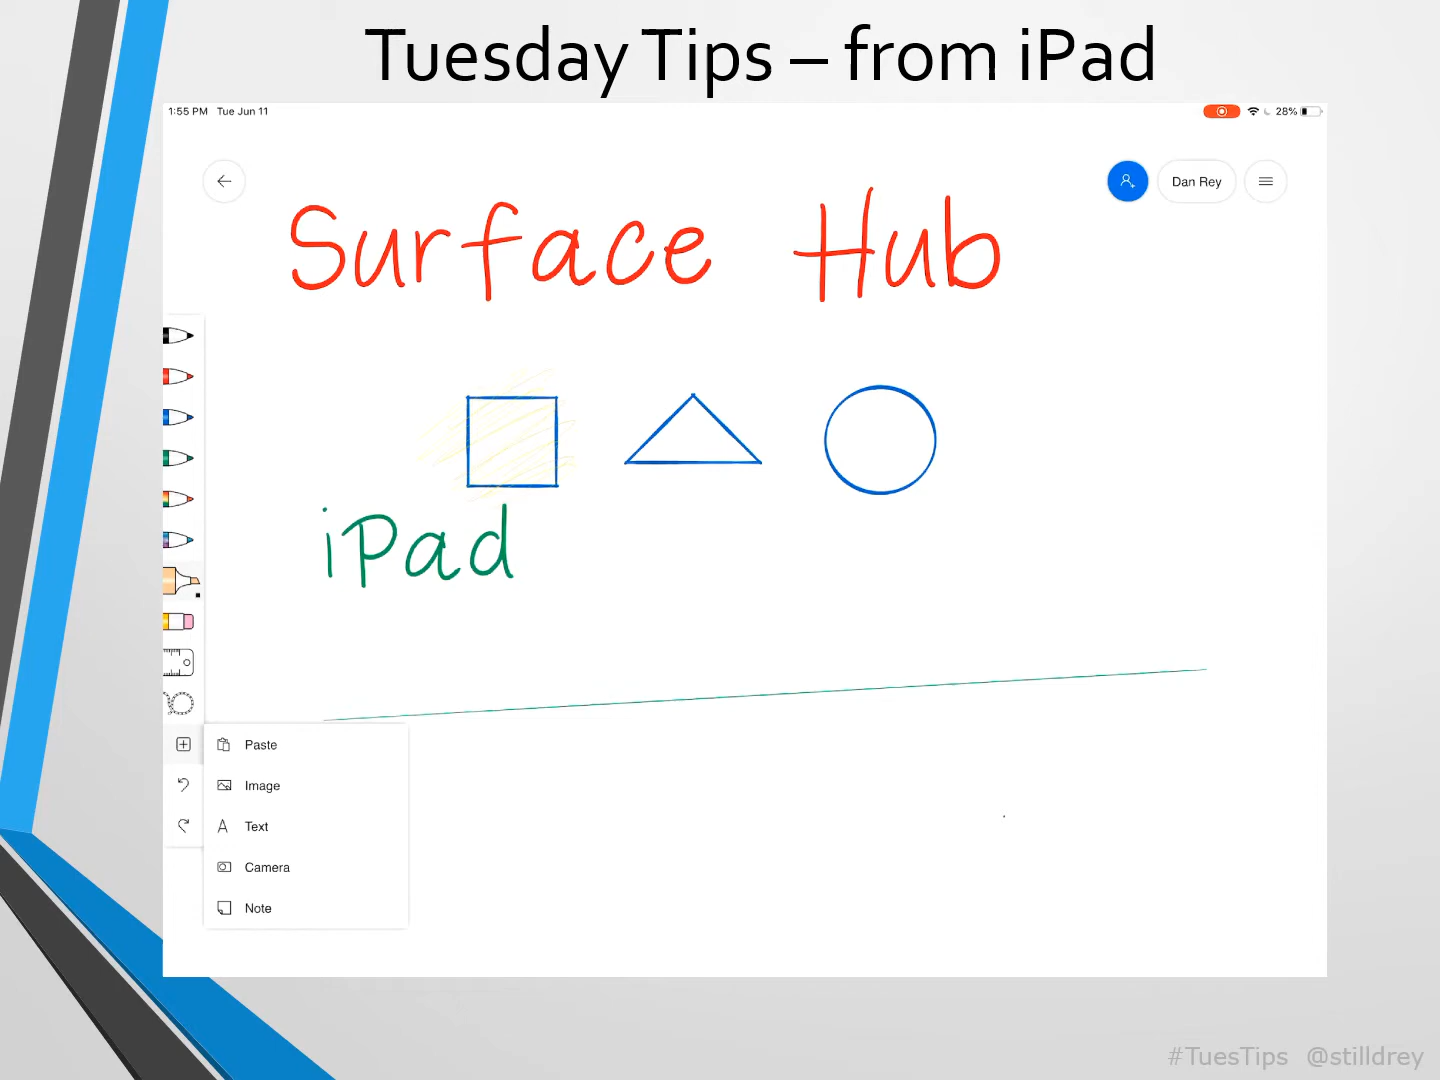 Tuesday Tips – from iPad
1:55 PM Tue Jun 11 28%
Dan Rey
Surface Hub
iPad
Paste
Image
Text
Camera
Note
#TuesTips @stilldrey